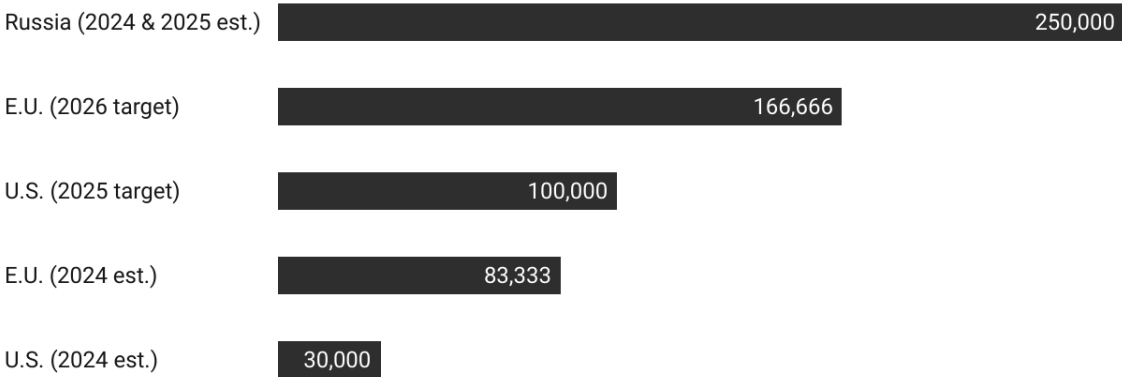 Russia (2024 & 2025 est.) 250,000
E.U. (2026 target) 166,666
U.S. (2025 target) 100,000
E.U. (2024 est.) 83,333
U.S. (2024 est.) 30,000